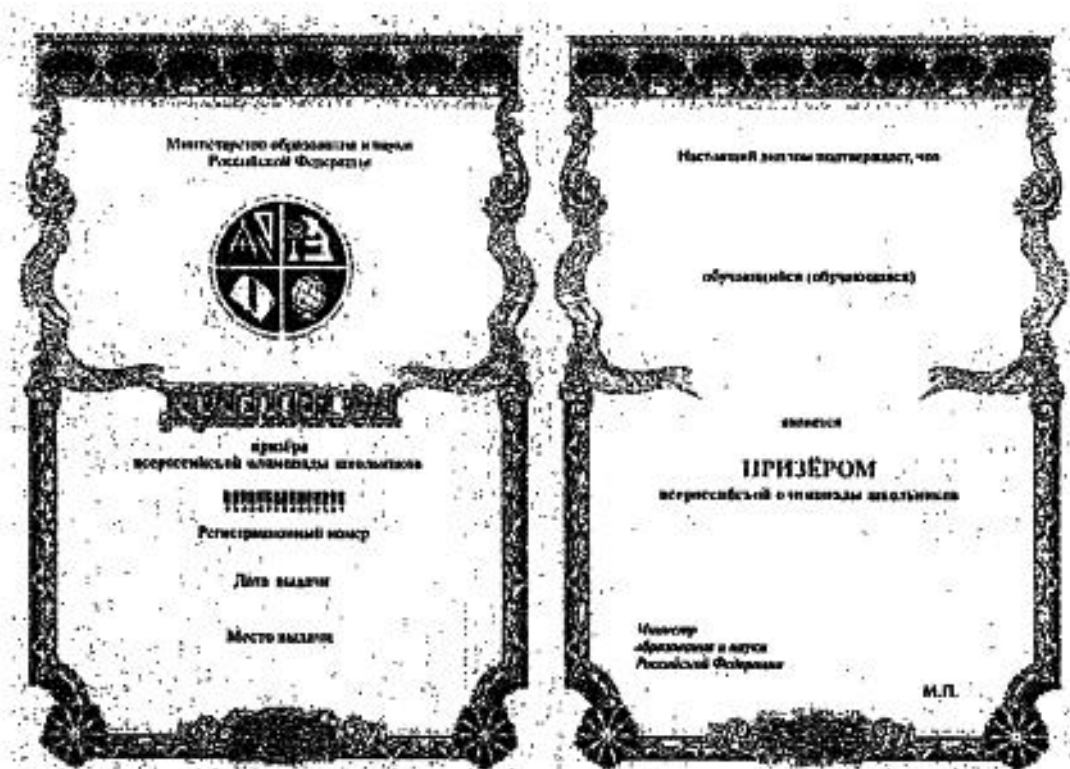 Министерство образования и науки
Российской Федерации
призёра
всероссийской олимпиады школьников
Регистрационный номер
Дата выдачи
Место выдачи
Настоящий диплом подтверждает, что
обучающийся (обучающаяся)
является
ПРИЗЁРОМ
всероссийской олимпиады школьников
Министр
образования и науки
Российской Федерации
М.П.